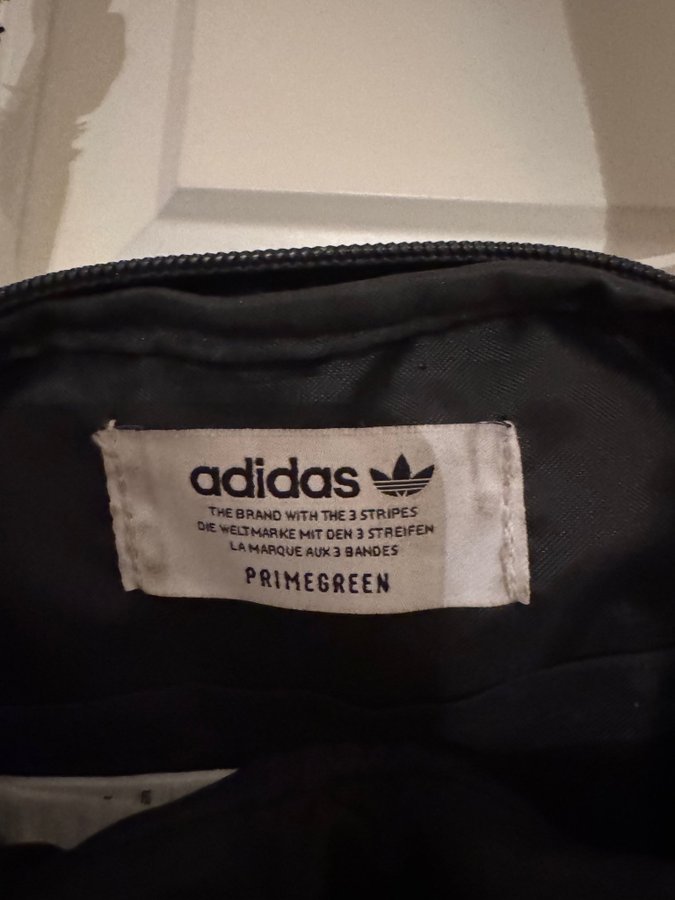 adidas
THE BRAND WITH THE 3 STRIPES
DIE WELTMARKE MIT DEN 3 STREIFEN
LA MARQUE AUX 3 BANDES
PRIMEGREEN